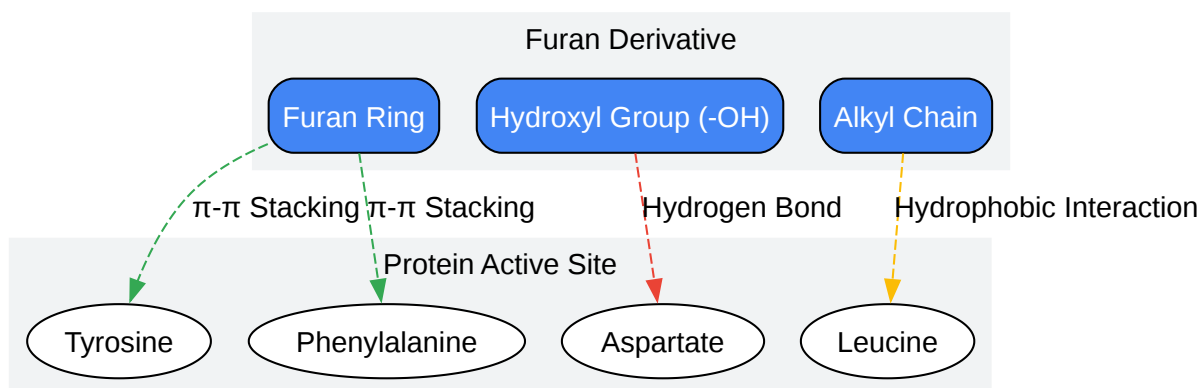 Furan Derivative
Furan Ring
Hydroxyl Group (-OH)
Alkyl Chain
π-π Stacking
π-π Stacking
Hydrogen Bond
Hydrophobic Interaction
Protein Active Site
Tyrosine
Phenylalanine
Aspartate
Leucine